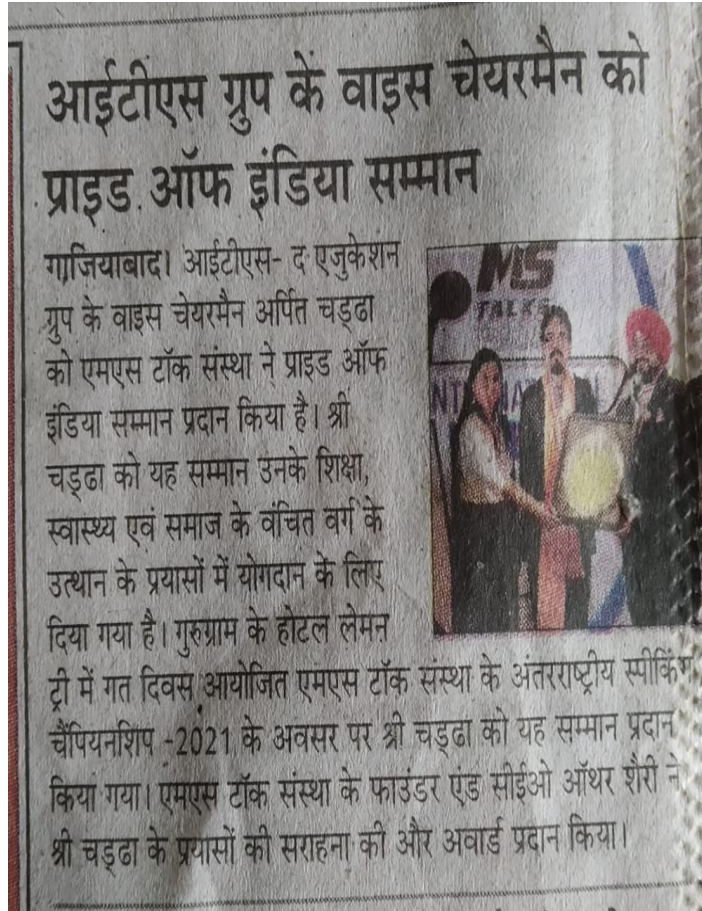 आईटीएस ग्रुप के वाइस चेयरमैन को
प्राइड ऑफ इंडिया सम्मान
गाजियाबाद। आईटीएस- द एजुकेशन
ग्रुप के वाइस चेयरमैन अर्पित चड्ढा
को एमएस टॉक संस्था ने प्राइड ऑफ
इंडिया सम्मान प्रदान किया है। श्री
चड्ढा को यह सम्मान उनके शिक्षा,
स्वास्थ्य एवं समाज के वंचित वर्ग के
उत्थान के प्रयासों में योगदान के लिए
दिया गया है। गुरुग्राम के होटल लेमन
ट्री में गत दिवस आयोजित एमएस टॉक संस्था के अंतरराष्ट्रीय स्पीकिंग
चैंपियनशिप -2021 के अवसर पर श्री चड्ढा को यह सम्मान प्रदान
किया गया। एमएस टॉक संस्था के फाउंडर एंड सीईओ ऑथर शैरी ने
श्री चड्ढा के प्रयासों की सराहना की और अवार्ड प्रदान किया।
MS
TALKS